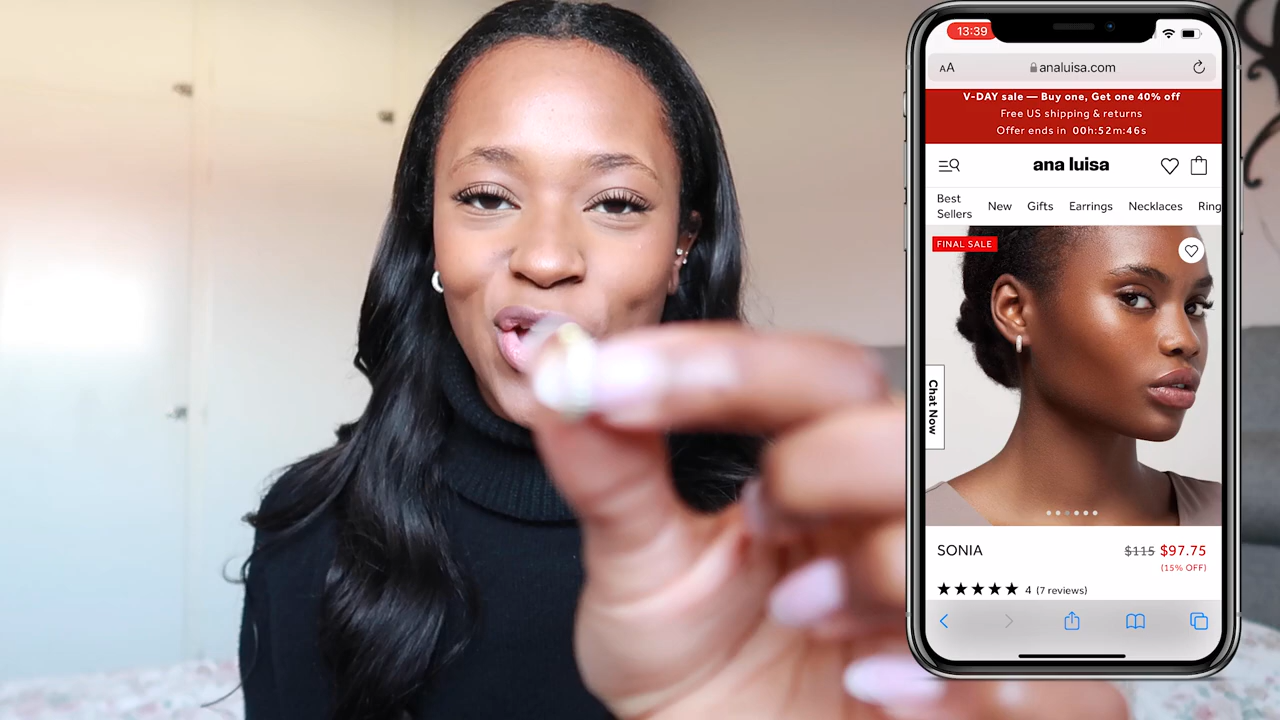 13:39
AA
analuisa.com
V-DAY sale — Buy one, Get one 40% off
Free US shipping & returns
Offer ends in 00h:52m:46s
ana luisa
Best Sellers New Gifts Earrings Necklaces Ring
FINAL SALE
Chat Now
SONIA $115 $97.75
(15% OFF)
4 (7 reviews)